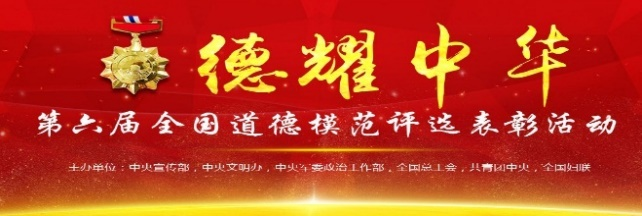 德耀中华
第六届全国道德模范评选表彰活动
主办单位：中央宣传部，中央文明办，中央军委政治工作部，全国总工会，共青团中央，全国妇联